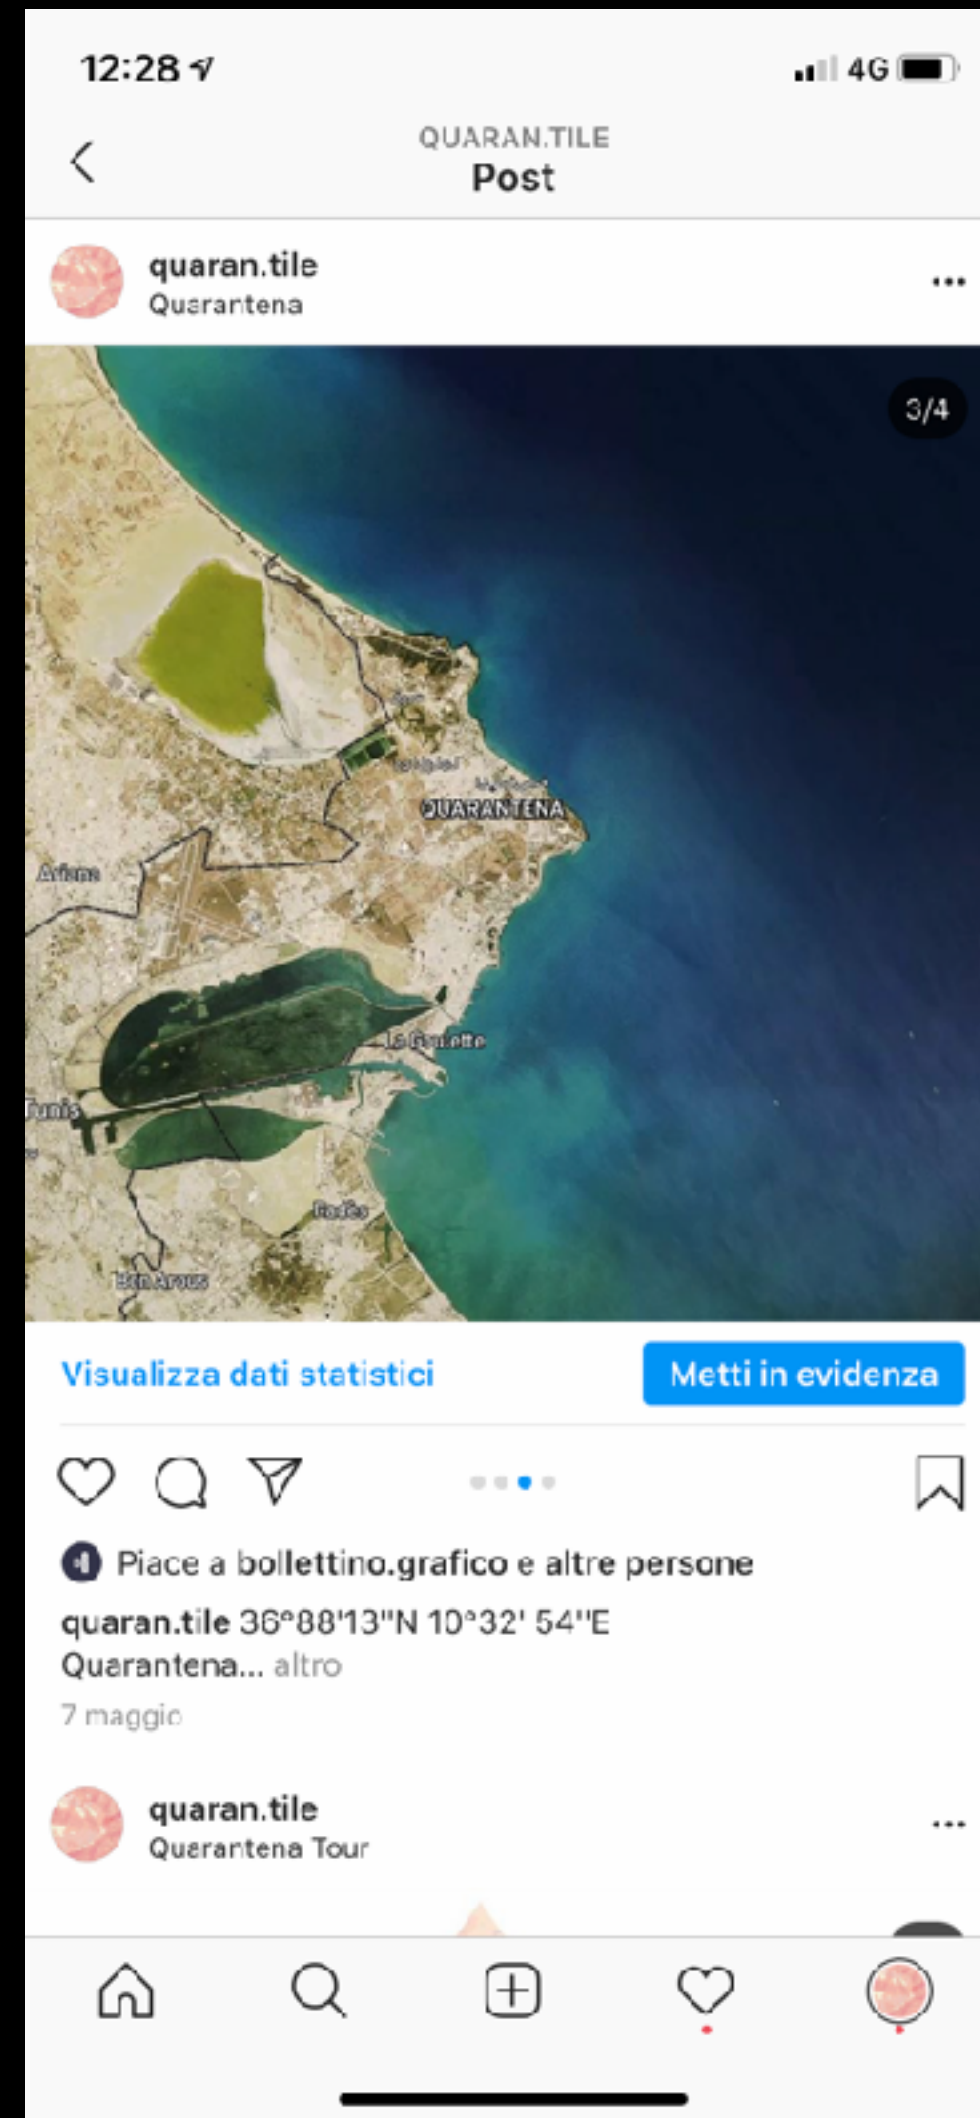 12:28
4G
QUARAN.TILE
Post
quaran.tile
Quarantena
3/4
QUARANTENA
Ariana
La Goulette
Tunis
Radès
Ben Arous
Visualizza dati statistici
Metti in evidenza
Piace a bollettino.grafico e altre persone
quaran.tile 36°88'13"N 10°32' 54"E
Quarantena... altro
7 maggio
quaran.tile
Quarantena Tour